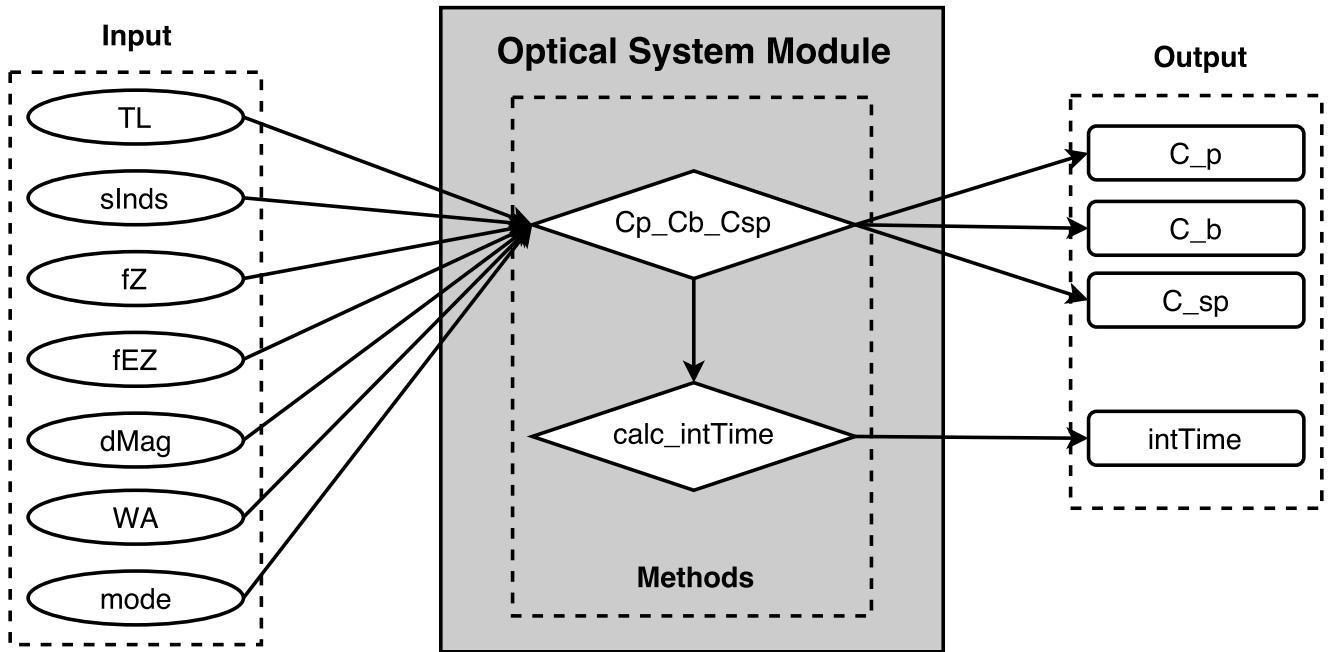 Input
TL
sInds
fZ
fEZ
dMag
WA
mode
Optical System Module
Cp_Cb_Csp
calc_intTime
Methods
Output
C_p
C_b
C_sp
intTime